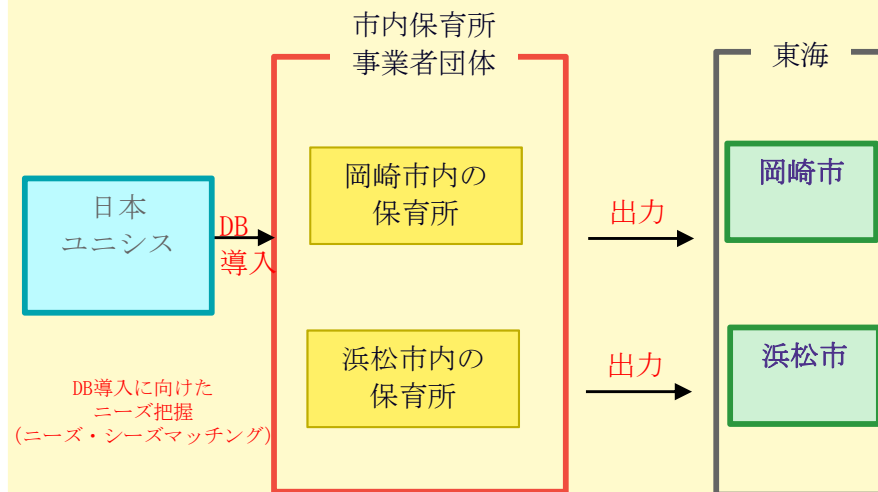 市内保育所
事業者団体
東海
日本
ユニシス
DB
導入
岡崎市内の
保育所
出力
岡崎市
浜松市内の
保育所
出力
浜松市
DB導入に向けた
ニーズ把握
(ニーズ・シーズマッチング)